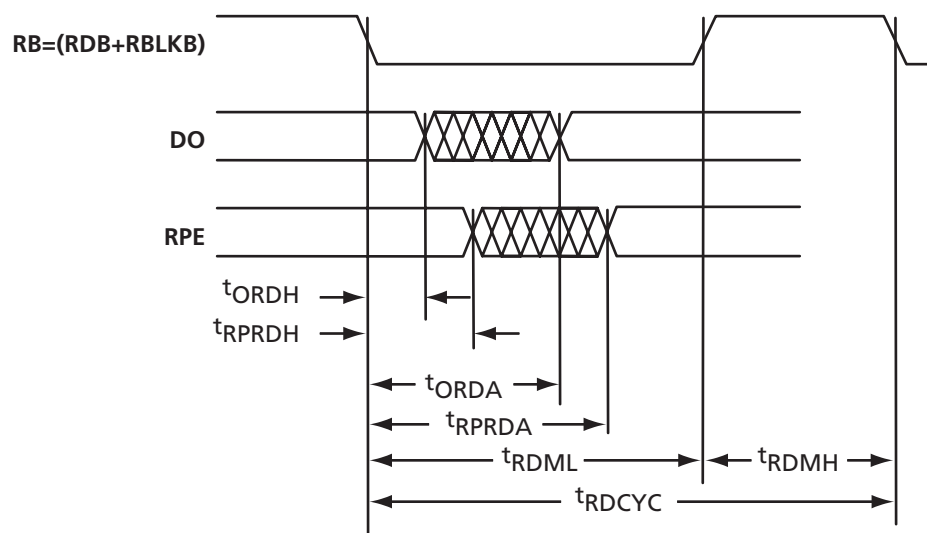 RB=(RDB+RBLKB)
DO
RPE
tORDH
tRPRDH
tORDA
tRPRDA
tRDML
tRDMH
tRDCYC